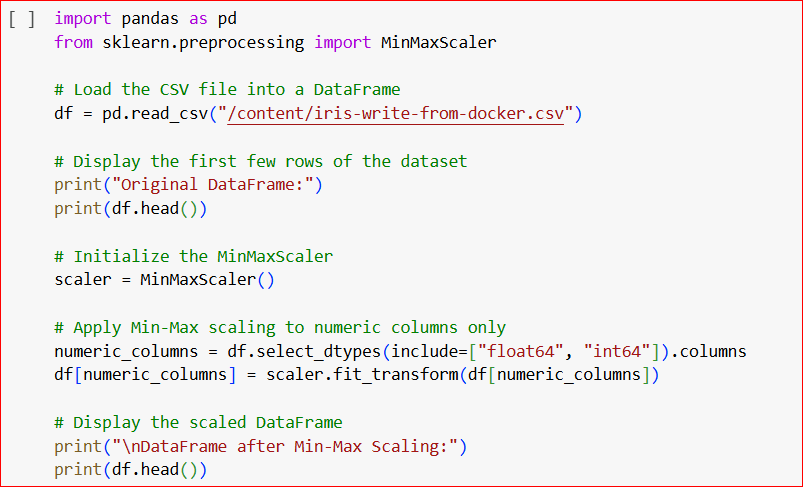 [ ] import pandas as pd
from sklearn.preprocessing import MinMaxScaler
# Load the CSV file into a DataFrame
df = pd.read_csv("/content/iris-write-from-docker.csv")
# Display the first few rows of the dataset
print("Original DataFrame:")
print(df.head())
# Initialize the MinMaxScaler
scaler = MinMaxScaler()
# Apply Min-Max scaling to numeric columns only
numeric_columns = df.select_dtypes(include=["float64", "int64"]).columns
df[numeric_columns] = scaler.fit_transform(df[numeric_columns])
# Display the scaled DataFrame
print("\nDataFrame after Min-Max Scaling:")
print(df.head())